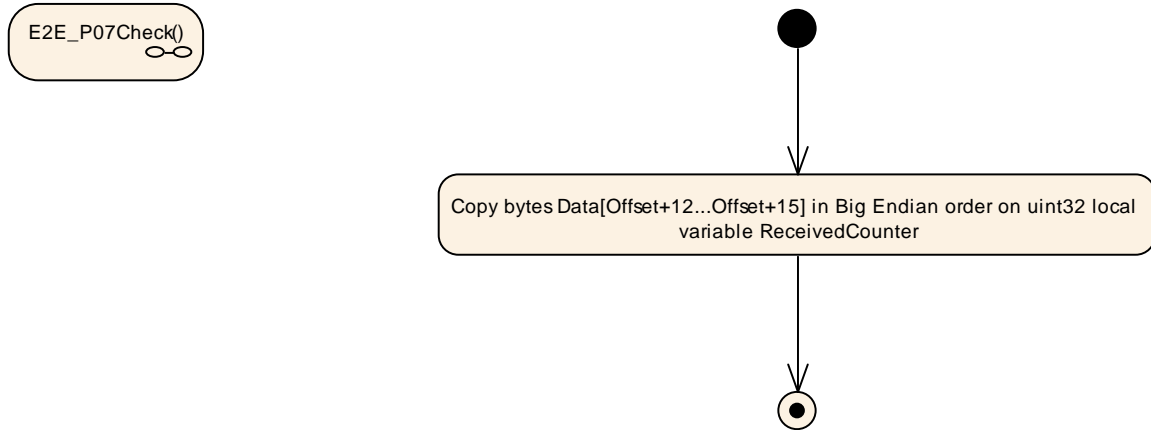 E2E_P07Check()
Copy bytes Data[Offset+12...Offset+15] in Big Endian order on uint32 local
variable ReceivedCounter